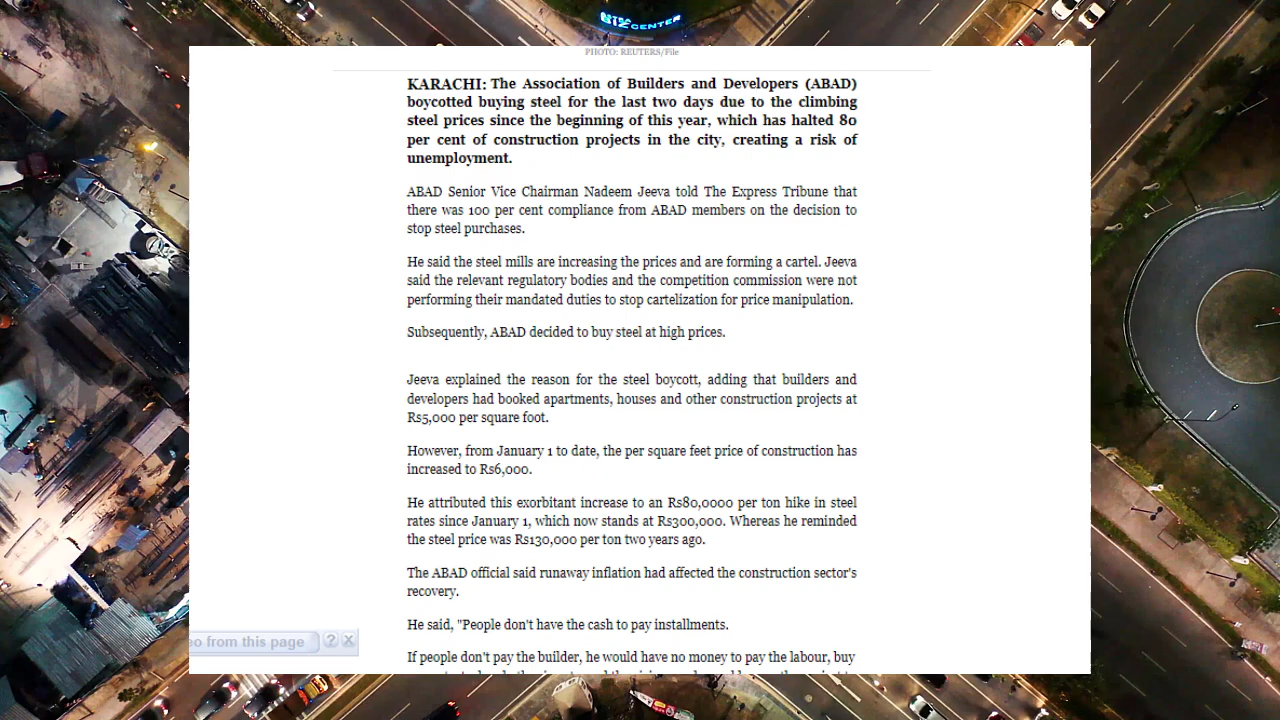 BIZ CENTER
PHOTO: REUTERS/File
KARACHI: The Association of Builders and Developers (ABAD)
boycotted buying steel for the last two days due to the climbing
steel prices since the beginning of this year, which has halted 80
per cent of construction projects in the city, creating a risk of
unemployment.
ABAD Senior Vice Chairman Nadeem Jeeva told The Express Tribune that
there was 100 per cent compliance from ABAD members on the decision to
stop steel purchases.
He said the steel mills are increasing the prices and are forming a cartel. Jeeva
said the relevant regulatory bodies and the competition commission were not
performing their mandated duties to stop cartelization for price manipulation.
Subsequently, ABAD decided to buy steel at high prices.
Jeeva explained the reason for the steel boycott, adding that builders and
developers had booked apartments, houses and other construction projects at
Rs5,000 per square foot.
However, from January 1 to date, the per square feet price of construction has
increased to Rs6,000.
He attributed this exorbitant increase to an Rs80,0000 per ton hike in steel
rates since January 1, which now stands at Rs300,000. Whereas he reminded
the steel price was Rs130,000 per ton two years ago.
The ABAD official said runaway inflation had affected the construction sector's
recovery.
He said, "People don't have the cash to pay installments.
If people don't pay the builder, he would have no money to pay the labour, buy
from this page ? X